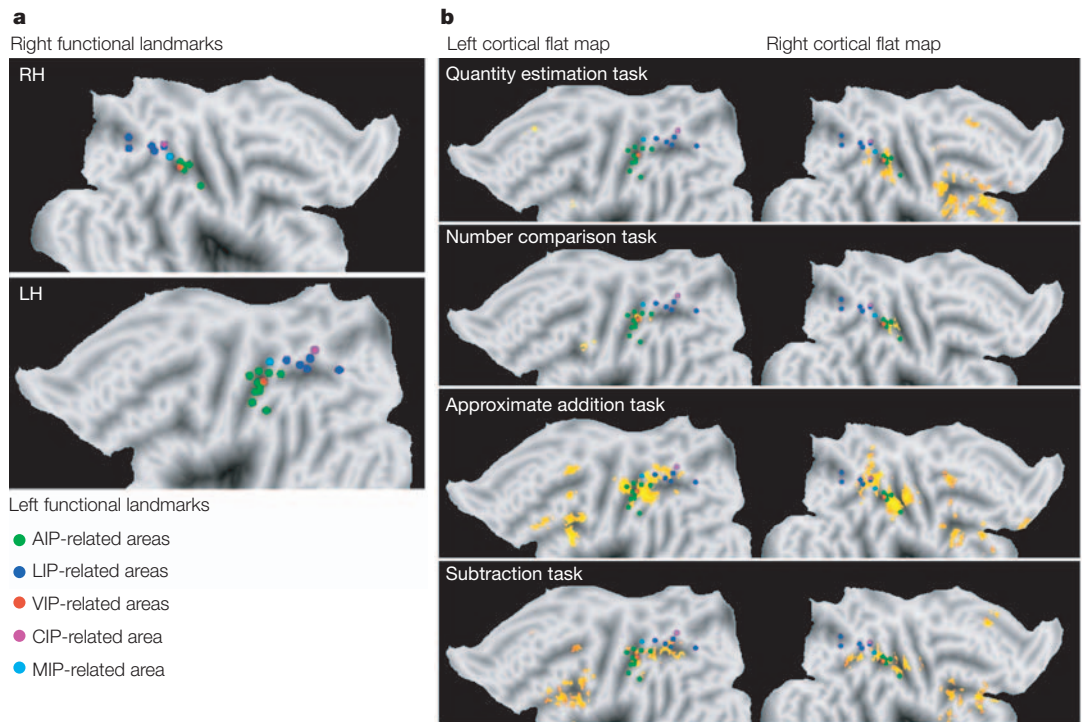 a
Right functional landmarks
RH
LH
Left functional landmarks
AIP-related areas
LIP-related areas
VIP-related areas
CIP-related area
MIP-related area
b
Left cortical flat map Right cortical flat map
Quantity estimation task
Number comparison task
Approximate addition task
Subtraction task